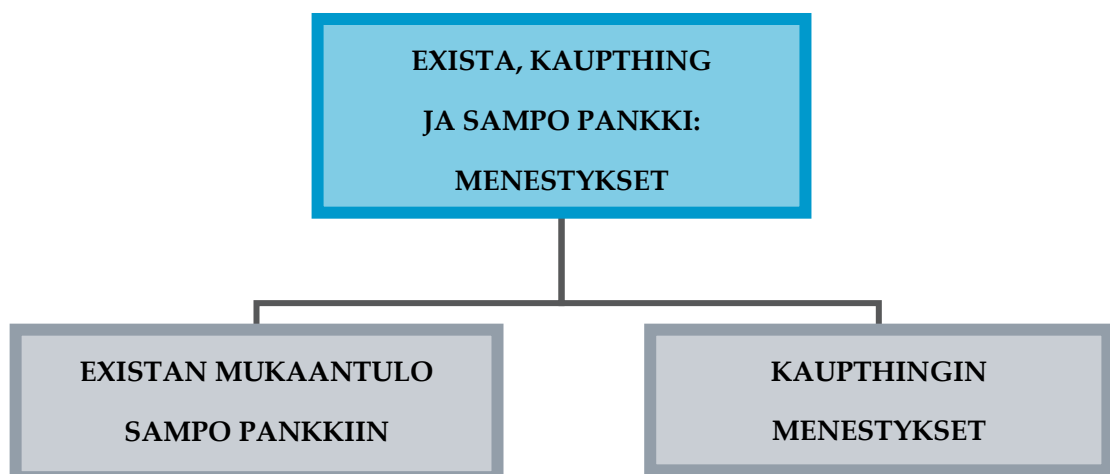 EXISTA, KAUPTHING
JA SAMPO PANKKI:
MENESTYKSET
EXISTAN MUKAANTULO
SAMPO PANKKIIN
KAUPTHINGIN
MENESTYKSET